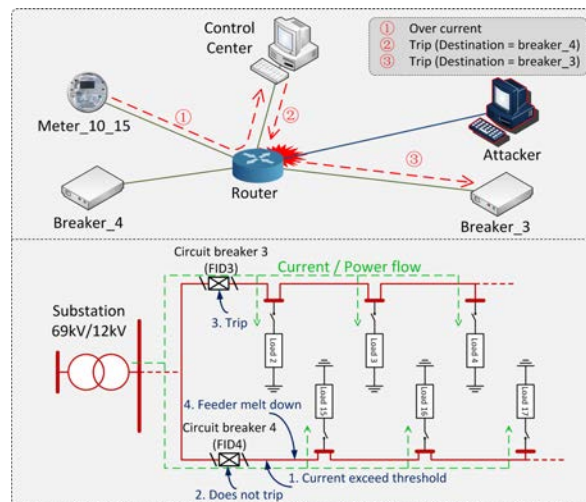 Control
Center
① Over current
② Trip (Destination = breaker_4)
③ Trip (Destination = breaker_3)
①
②
Meter_10_15
Attacker
③
Router
Breaker_4
Breaker_3
Circuit breaker 3
(FID3)
Current / Power flow
Substation
69kV/12kV
3. Trip
Load 2
Load 3
Load 4
Load 15
Load 16
Load 17
4. Feeder melt down
Circuit breaker 4
(FID4)
1. Current exceed threshold
2. Does not trip